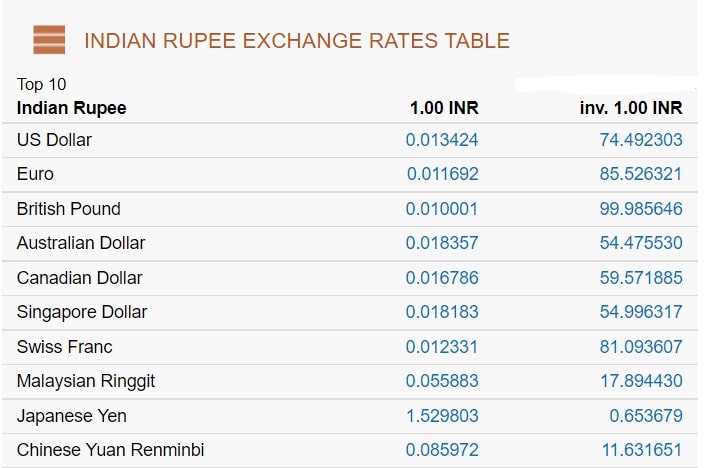 INDIAN RUPEE EXCHANGE RATES TABLE
Top 10
Indian Rupee 1.00 INR inv. 1.00 INR
US Dollar 0.013424 74.492303
Euro 0.011692 85.526321
British Pound 0.010001 99.985646
Australian Dollar 0.018357 54.475530
Canadian Dollar 0.016786 59.571885
Singapore Dollar 0.018183 54.996317
Swiss Franc 0.012331 81.093607
Malaysian Ringgit 0.055883 17.894430
Japanese Yen 1.529803 0.653679
Chinese Yuan Renminbi 0.085972 11.631651